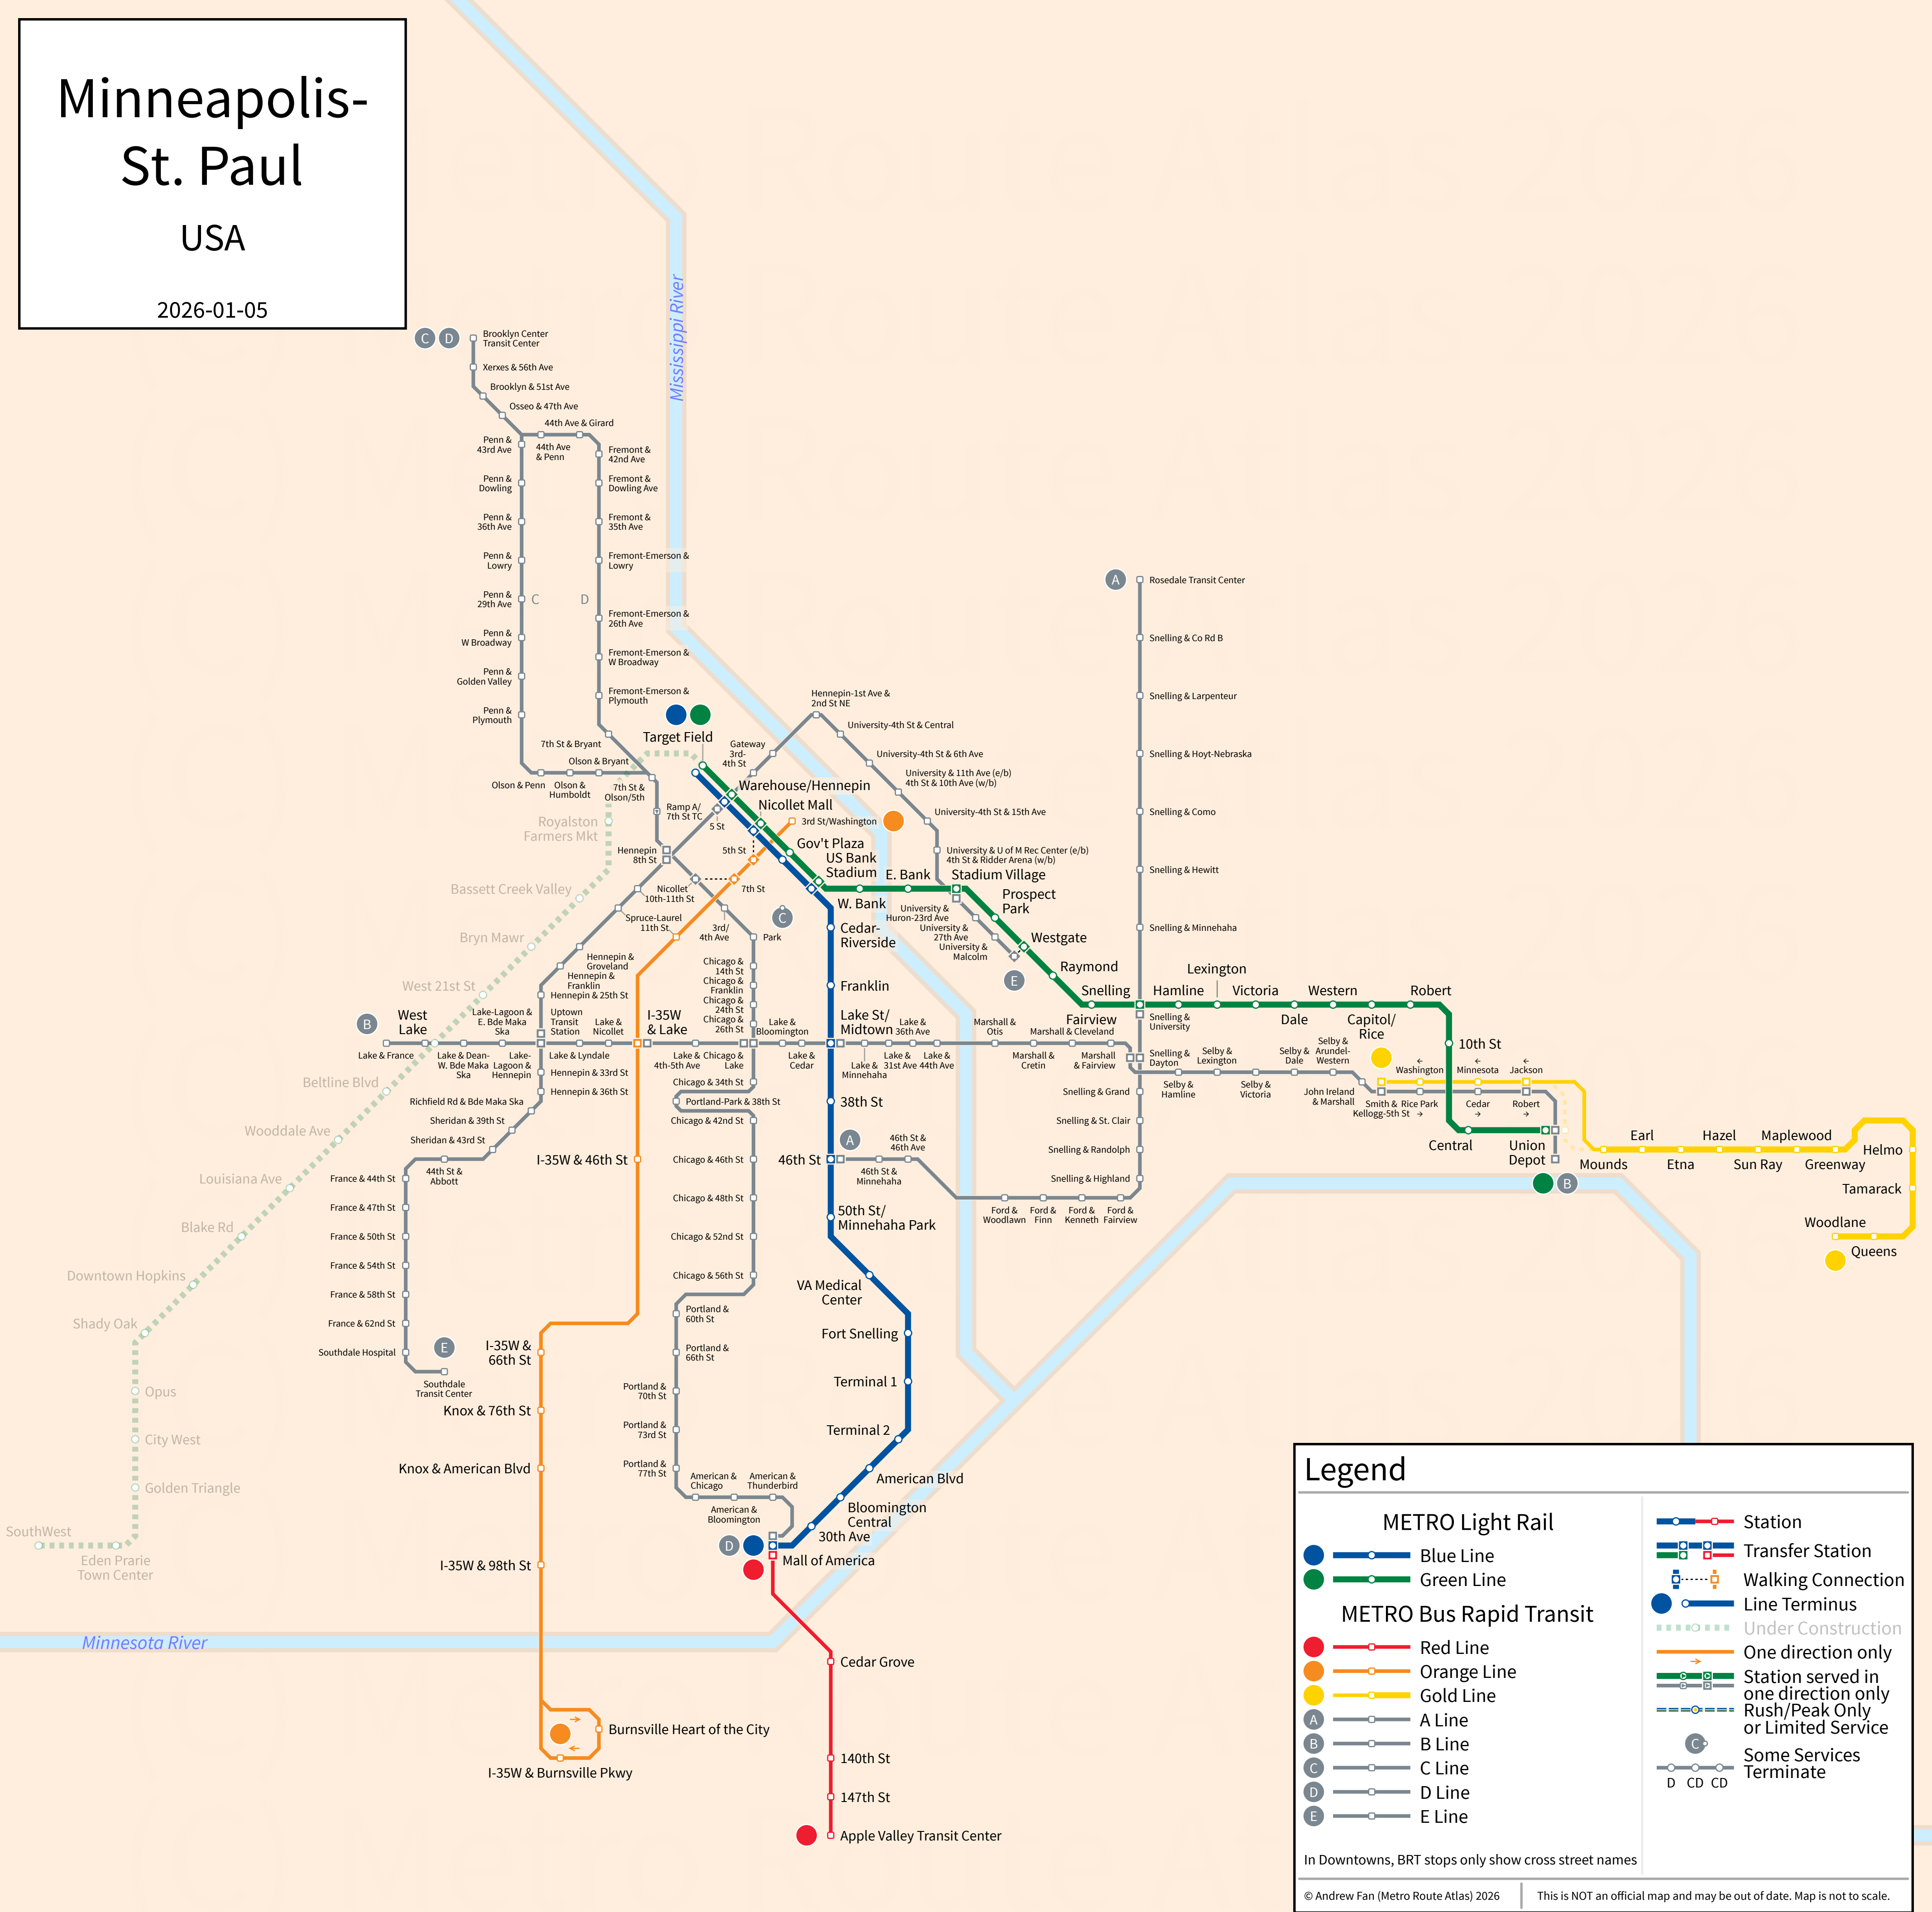 Minneapolis-
St. Paul
USA
2026-01-05
Mississippi River
C D
Brooklyn Center
Transit Center
Xerxes & 56th Ave
Brooklyn & 51st Ave
Osseo & 47th Ave
44th Ave & Girard
Penn &
43rd Ave
44th Ave
& Penn
Fremont &
42nd Ave
Penn &
Dowling
Fremont &
Dowling Ave
Penn &
36th Ave
Fremont &
35th Ave
Penn &
Lowry
Fremont-Emerson &
Lowry
Penn &
29th Ave
C D
Fremont-Emerson &
26th Ave
Penn &
W Broadway
Fremont-Emerson &
W Broadway
Penn &
Golden Valley
Fremont-Emerson &
Plymouth
Penn &
Plymouth
7th St & Bryant
Olson & Bryant
Olson & Penn
Olson &
Humboldt
7th St &
Olson/5th
Ramp A/
7th St TC
Target Field
Gateway
3rd-
4th St
Hennepin-1st Ave &
2nd St NE
University-4th St & Central
University-4th St & 6th Ave
University & 11th Ave (e/b)
4th St & 10th Ave (w/b)
University-4th St & 15th Ave
University & U of M Rec Center (e/b)
4th St & Ridder Arena (w/b)
Warehouse/Hennepin
Nicollet Mall
5 St
3rd St/Washington
5th St
Gov't Plaza
US Bank
Stadium
E. Bank
Stadium Village
W. Bank
Prospect
Park
Westgate
Raymond
University &
Huron-23rd Ave
University &
27th Ave
University &
Malcolm
E
Hennepin
8th St
Nicollet
10th-11th St
7th St
Spruce-Laurel
11th St
3rd/
4th Ave
C
Park
Cedar-
Riverside
Franklin
Lake St/
Midtown
38th St
46th St
50th St/
Minnehaha Park
VA Medical
Center
Fort Snelling
Terminal 1
Terminal 2
American Blvd
Bloomington
Central
30th Ave
Mall of America
D
Hennepin &
Groveland
Hennepin &
Franklin
Hennepin & 25th St
Chicago &
14th St
Chicago &
Franklin
Chicago &
24th St
Chicago &
26th St
B
West
Lake
Lake & France
Lake & Dean-
W. Bde Maka
Ska
Lake-Lagoon &
E. Bde Maka
Ska
Lake-
Lagoon &
Hennepin
Uptown
Transit
Station
Lake & Lyndale
Lake &
Nicollet
I-35W
& Lake
Lake &
4th-5th Ave
Chicago &
Lake
Lake &
Bloomington
Lake &
Cedar
Lake &
Minnehaha
Lake &
31st Ave
Lake &
36th Ave
Lake &
44th Ave
Marshall &
Otis
Marshall &
Cretin
Marshall & Cleveland
Marshall
& Fairview
Hennepin & 33rd St
Hennepin & 36th St
Richfield Rd & Bde Maka Ska
Sheridan & 39th St
Sheridan & 43rd St
44th St &
Abbott
France & 44th St
France & 47th St
France & 50th St
France & 54th St
France & 58th St
France & 62nd St
Southdale Hospital
E
Southdale
Transit Center
Chicago & 34th St
Portland-Park & 38th St
Chicago & 42nd St
Chicago & 46th St
Chicago & 48th St
Chicago & 52nd St
Chicago & 56th St
Portland &
60th St
Portland &
66th St
Portland &
70th St
Portland &
73rd St
Portland &
77th St
American &
Chicago
American &
Bloomington
American &
Thunderbird
I-35W & 46th St
I-35W &
66th St
Knox & 76th St
Knox & American Blvd
I-35W & 98th St
Burnsville Heart of the City
→
←
I-35W & Burnsville Pkwy
Cedar Grove
140th St
147th St
Apple Valley Transit Center
Minnesota River
A
Rosedale Transit Center
Snelling & Co Rd B
Snelling & Larpenteur
Snelling & Hoyt-Nebraska
Snelling & Como
Snelling & Hewitt
Snelling & Minnehaha
Snelling &
University
Snelling &
Dayton
Snelling & Grand
Snelling & St. Clair
Snelling & Randolph
Snelling & Highland
Ford &
Woodlawn
Ford &
Finn
Ford &
Kenneth
Ford &
Fairview
A
46th St &
46th Ave
46th St &
Minnehaha
Fairview
Snelling
Hamline
Lexington
Victoria
Dale
Western
Capitol/
Rice
Robert
10th St
Central
Union
Depot
B
Selby &
Hamline
Selby &
Lexington
Selby &
Victoria
Selby &
Dale
Selby &
Arundel-
Western
John Ireland
& Marshall
Smith &
Kellogg-5th St
←
Washington
←
Minnesota
←
Jackson
Rice Park
→
Cedar
→
Robert
→
Mounds
Earl
Etna
Hazel
Sun Ray
Maplewood
Greenway
Helmo
Tamarack
Woodlane
Queens
Royalston
Farmers Mkt
Bassett Creek Valley
Bryn Mawr
West 21st St
Beltline Blvd
Wooddale Ave
Louisiana Ave
Blake Rd
Downtown Hopkins
Shady Oak
Opus
City West
Golden Triangle
SouthWest
Eden Prarie
Town Center
Legend
METRO Light Rail
Blue Line
Green Line
METRO Bus Rapid Transit
Red Line
Orange Line
Gold Line
A A Line
B B Line
C C Line
D D Line
E E Line
In Downtowns, BRT stops only show cross street names
Station
Transfer Station
Walking Connection
Line Terminus
Under Construction
One direction only
→
Station served in
one direction only
Rush/Peak Only
or Limited Service
C
Some Services
Terminate
D CD CD
© Andrew Fan (Metro Route Atlas) 2026
This is NOT an official map and may be out of date. Map is not to scale.